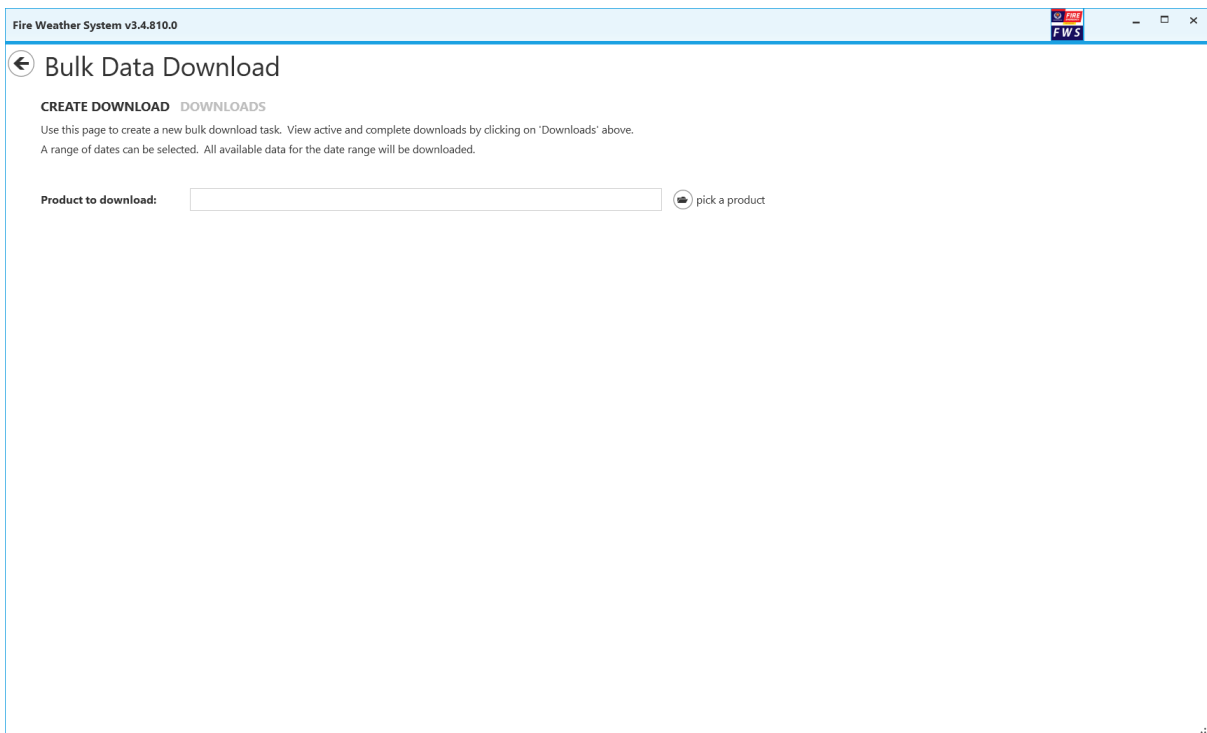 Fire Weather System v3.4.810.0
FIRE
FWS
Bulk Data Download
CREATE DOWNLOAD DOWNLOADS
Use this page to create a new bulk download task. View active and complete downloads by clicking on 'Downloads' above.
A range of dates can be selected. All available data for the date range will be downloaded.
Product to download:
pick a product